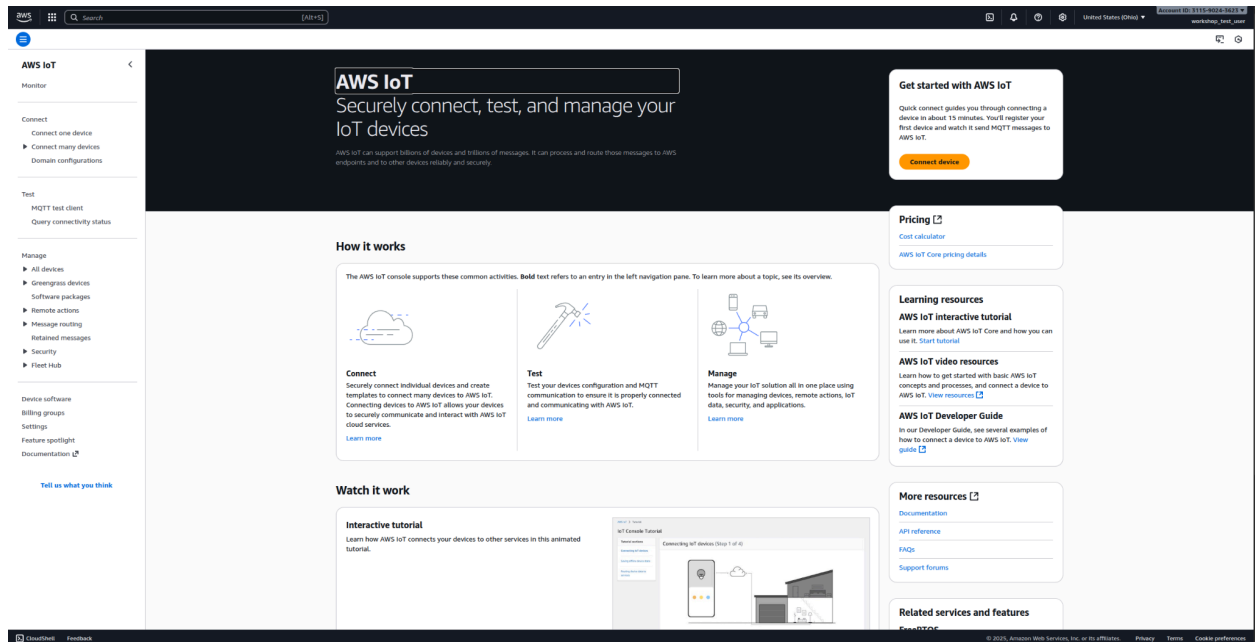 aws
Search
[Alt+S]
United States (Ohio)
Account ID: 3115-9024-3623
workshop_test_user
AWS IoT
Monitor
Connect
Connect one device
Connect many devices
Domain configurations
Test
MQTT test client
Query connectivity status
Manage
All devices
Greengrass devices
Software packages
Remote actions
Message routing
Retained messages
Security
Fleet Hub
Device software
Billing groups
Settings
Feature spotlight
Documentation
Tell us what you think
AWS IoT
Securely connect, test, and manage your
IoT devices
AWS IoT can support billions of devices and trillions of messages. It can process and route those messages to AWS
endpoints and to other devices reliably and securely.
Get started with AWS IoT
Quick connect guides you through connecting a
device in about 15 minutes. You'll register your
first device and watch it send MQTT messages to
AWS IoT.
Connect device
How it works
The AWS IoT console supports these common activities. Bold text refers to an entry in the left navigation pane. To learn more about a topic, see its overview.
Connect
Securely connect individual devices and create
templates to connect many devices to AWS IoT.
Connecting devices to AWS IoT allows your devices
to securely communicate and interact with AWS IoT
cloud services.
Learn more
Test
Test your devices configuration and MQTT
communication to ensure it is properly connected
and communicating with AWS IoT.
Learn more
Manage
Manage your IoT solution all in one place using
tools for managing devices, remote actions, IoT
data, security, and applications.
Learn more
Watch it work
Interactive tutorial
Learn how AWS IoT connects your devices to other services in this animated
tutorial.
IoT Console Tutorial
Connecting IoT devices (Step 1 of 4)
Pricing
Cost calculator
AWS IoT Core pricing details
Learning resources
AWS IoT interactive tutorial
Learn more about AWS IoT Core and how you can
use it. Start tutorial
AWS IoT video resources
Learn how to get started with basic AWS IoT
concepts and processes, and connect a device to
AWS IoT. View resources
AWS IoT Developer Guide
In our Developer Guide, see several examples of
how to connect a device to AWS IoT. View
guide
More resources
Documentation
API reference
FAQs
Support forums
Related services and features
FreeRTOS
CloudShell
Feedback
© 2025, Amazon Web Services, Inc. or its affiliates.
Privacy
Terms
Cookie preferences